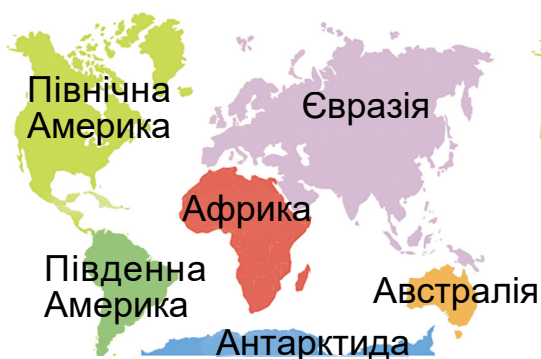 Північна
Америка
Євразія
Африка
Південна
Америка
Австралія
Антарктида